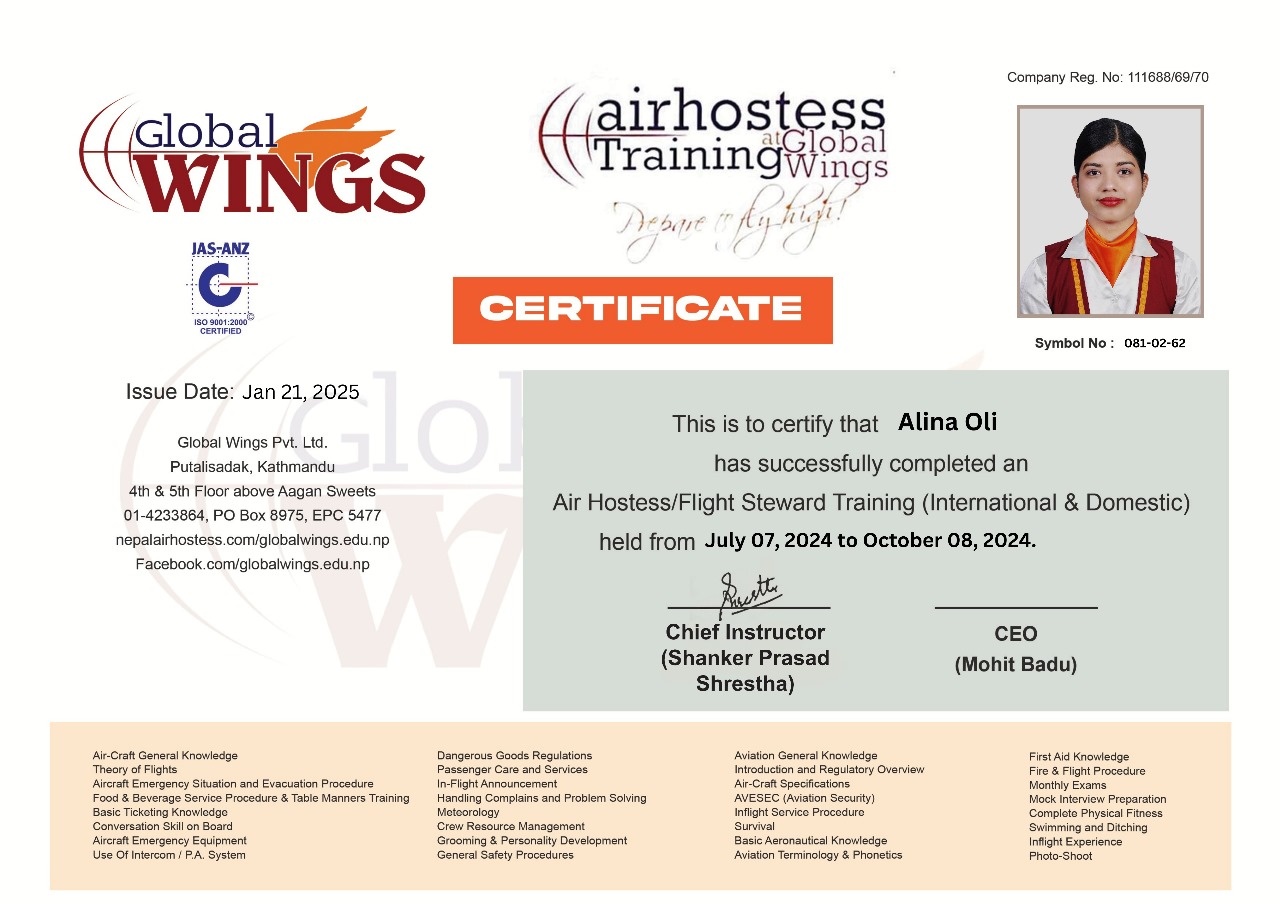 Company Reg. No: 111688/69/70
Global
WINGS
airhostess
Training at Global
Wings
Prepare to fly high!
JAS-ANZ
C
ISO 9001:2000 ©
CERTIFIED
CERTIFICATE
Symbol No : 081-02-62
Issue Date: Jan 21, 2025
Global Wings Pvt. Ltd.
Putalisadak, Kathmandu
4th & 5th Floor above Aagan Sweets
01-4233864, PO Box 8975, EPC 5477
nepalairhostess.com/globalwings.edu.np
Facebook.com/globalwings.edu.np
Glob
W
This is to certify that Alina Oli
has successfully completed an
Air Hostess/Flight Steward Training (International & Domestic)
held from July 07, 2024 to October 08, 2024.
Chief Instructor
(Shanker Prasad
Shrestha)
CEO
(Mohit Badu)
Air-Craft General Knowledge
Theory of Flights
Aircraft Emergency Situation and Evacuation Procedure
Food & Beverage Service Procedure & Table Manners Training
Basic Ticketing Knowledge
Conversation Skill on Board
Aircraft Emergency Equipment
Use Of Intercom / P.A. System
Dangerous Goods Regulations
Passenger Care and Services
In-Flight Announcement
Handling Complains and Problem Solving
Meteorology
Crew Resource Management
Grooming & Personality Development
General Safety Procedures
Aviation General Knowledge
Introduction and Regulatory Overview
Air-Craft Specifications
AVESEC (Aviation Security)
Inflight Service Procedure
Survival
Basic Aeronautical Knowledge
Aviation Terminology & Phonetics
First Aid Knowledge
Fire & Flight Procedure
Monthly Exams
Mock Interview Preparation
Complete Physical Fitness
Swimming and Ditching
Inflight Experience
Photo-Shoot